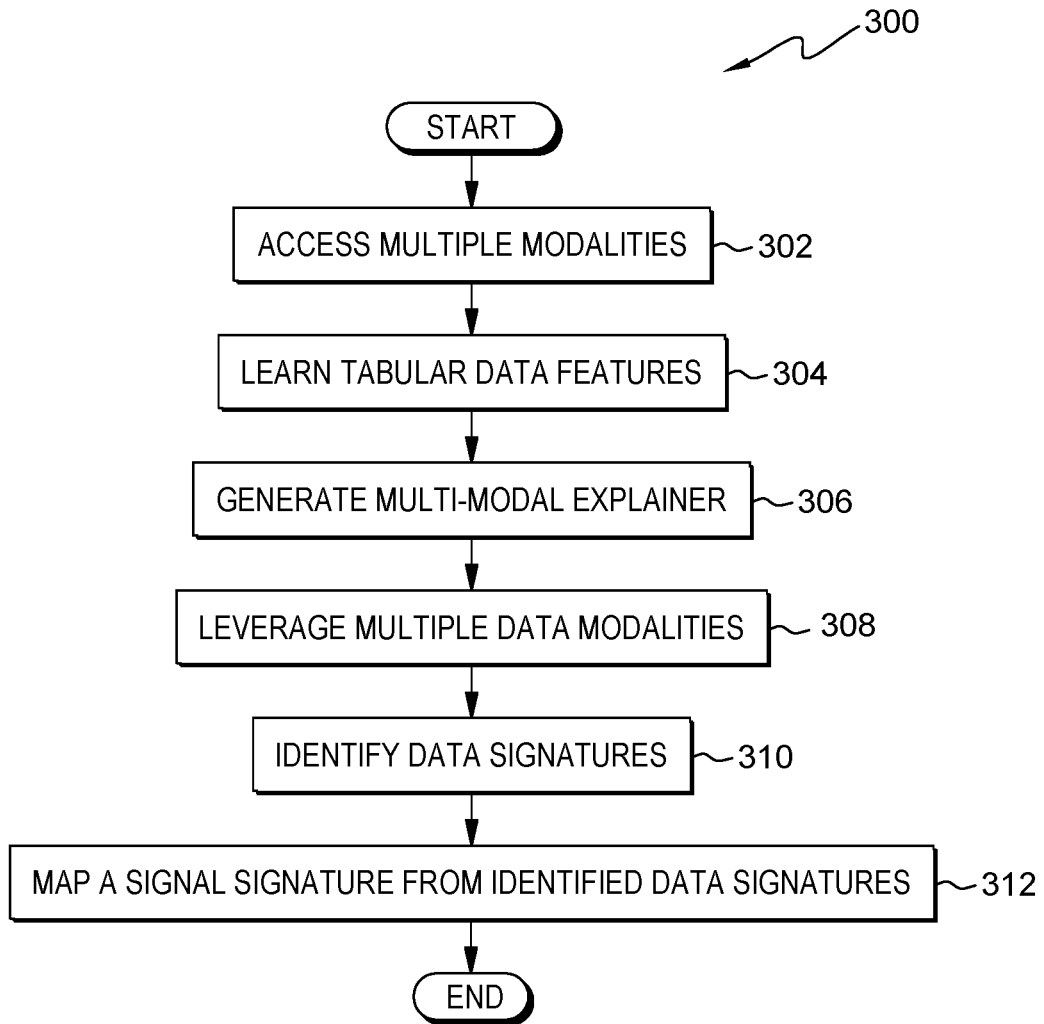 300
START
ACCESS MULTIPLE MODALITIES
302
LEARN TABULAR DATA FEATURES
304
GENERATE MULTI-MODAL EXPLAINER
306
LEVERAGE MULTIPLE DATA MODALITIES
308
IDENTIFY DATA SIGNATURES
310
MAP A SIGNAL SIGNATURE FROM IDENTIFIED DATA SIGNATURES
312
END